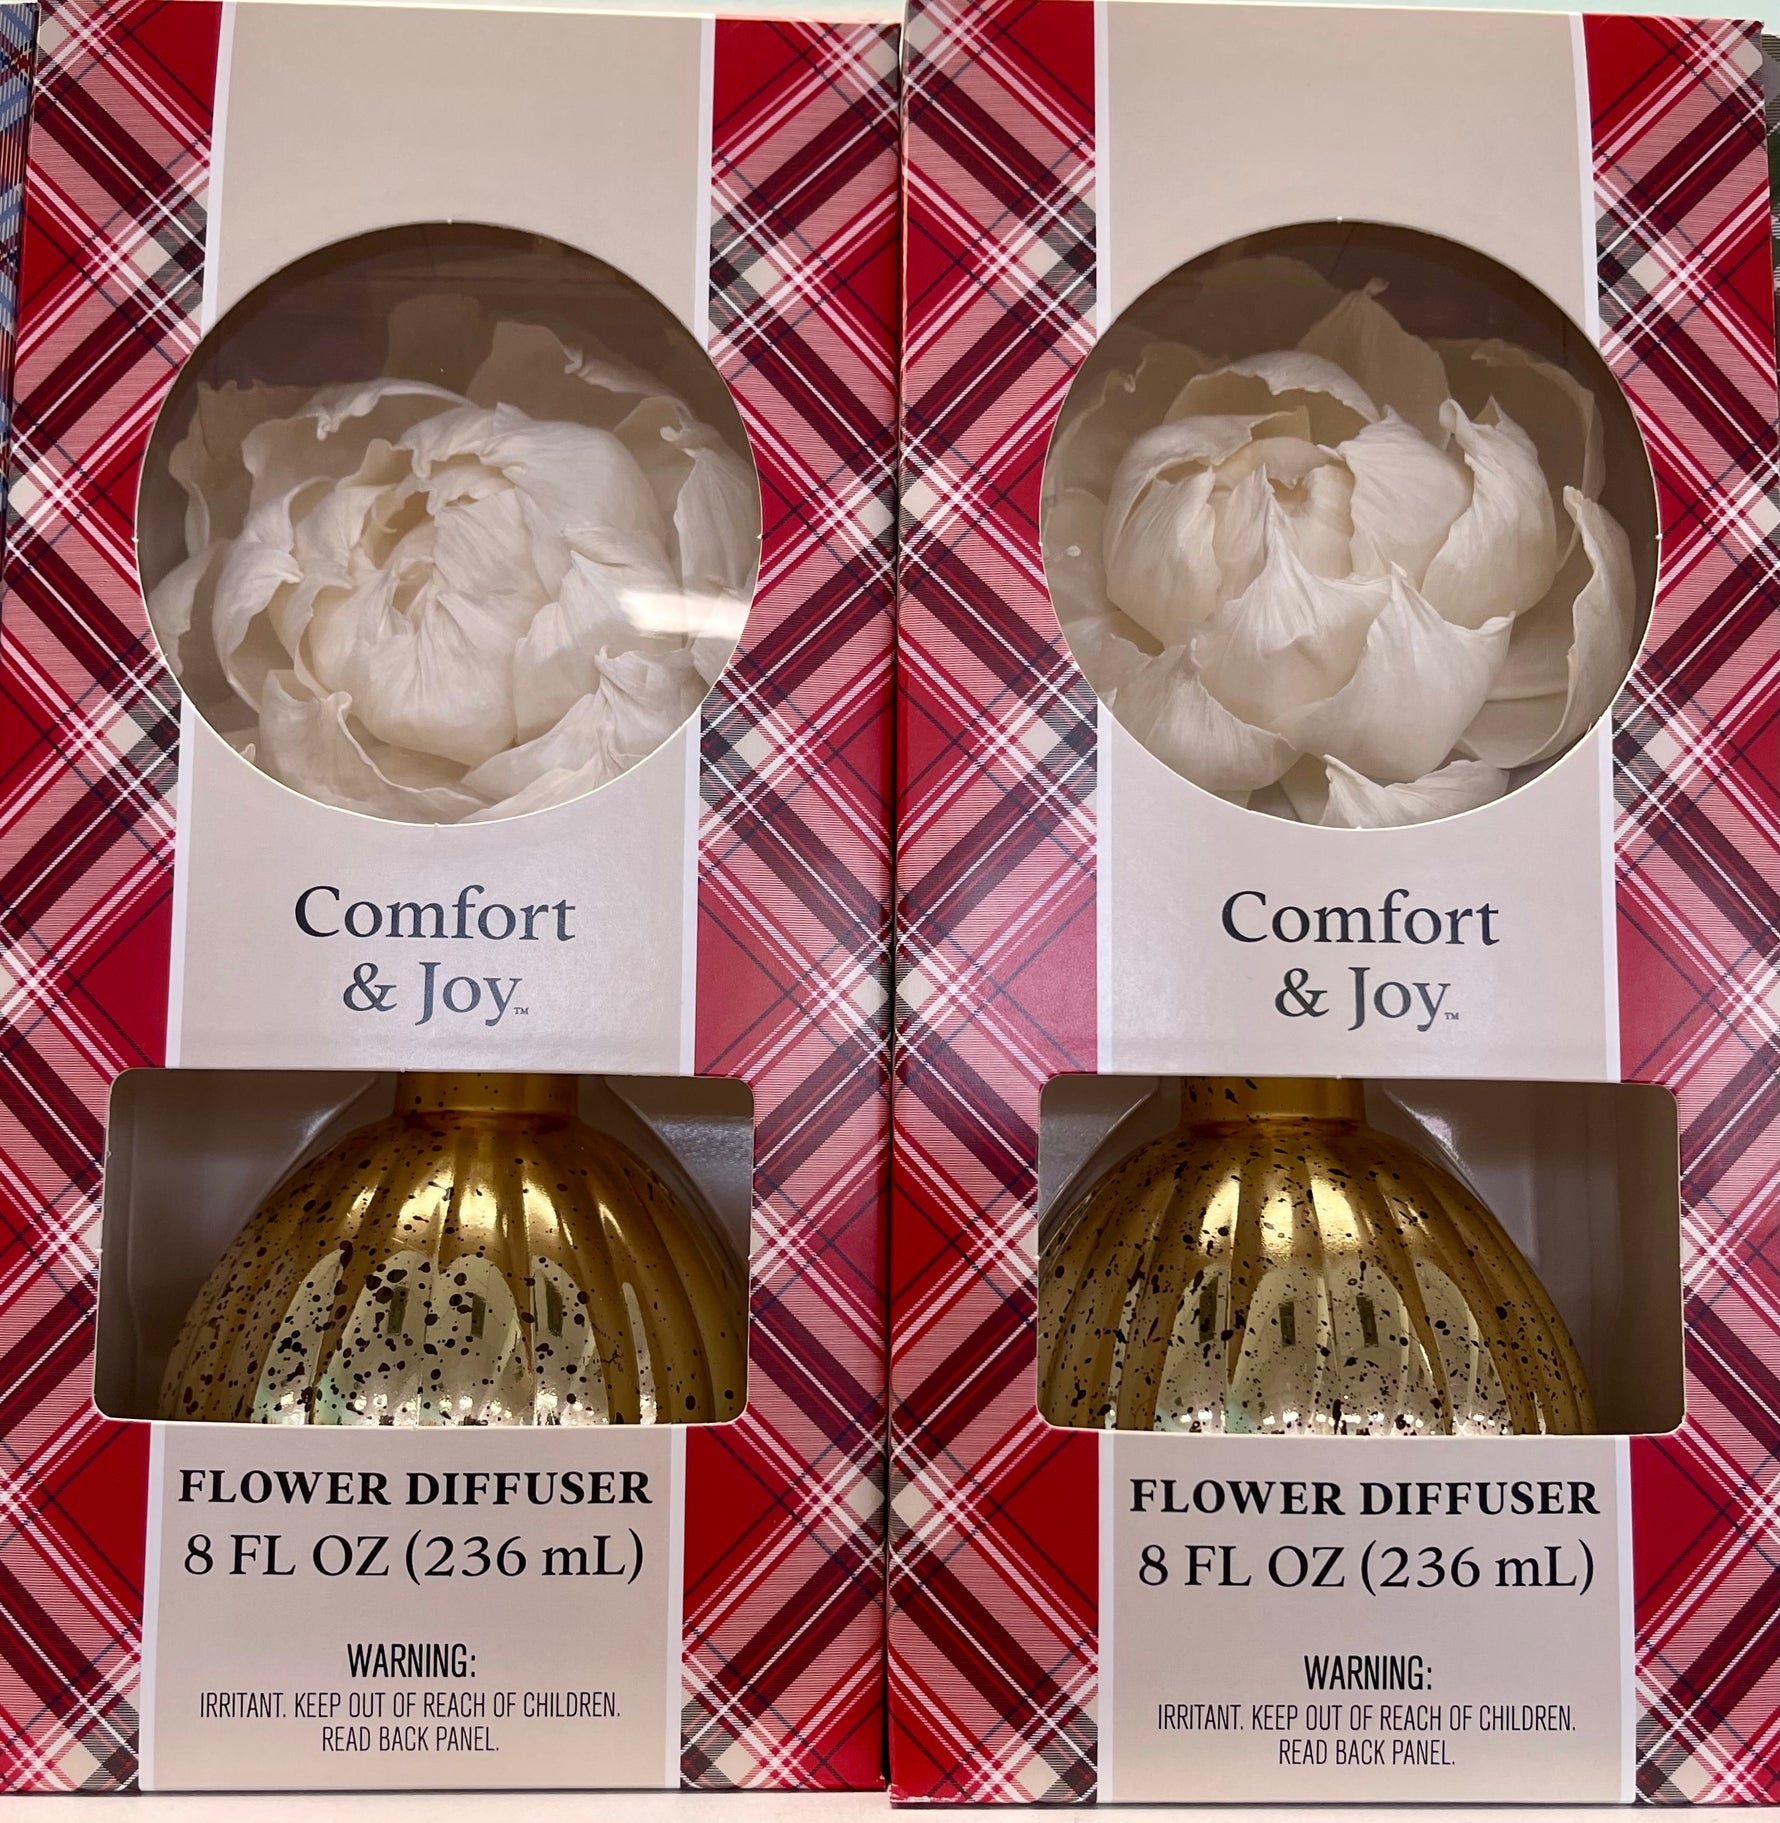 Comfort
& Joy™
FLOWER DIFFUSER
8 FL OZ (236 mL)
WARNING:
IRRITANT. KEEP OUT OF REACH OF CHILDREN.
READ BACK PANEL.
Comfort
& Joy™
FLOWER DIFFUSER
8 FL OZ (236 mL)
WARNING:
IRRITANT. KEEP OUT OF REACH OF CHILDREN.
READ BACK PANEL.